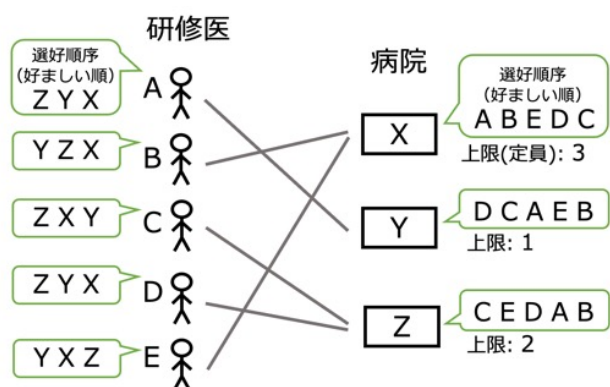 研修医
病院
選好順序
(好ましい順)
Z Y X
A
Y Z X
B
Z X Y
C
Z Y X
D
Y X Z
E
X
選好順序
(好ましい順)
A B E D C
上限(定員): 3
Y
D C A E B
上限: 1
Z
C E D A B
上限: 2